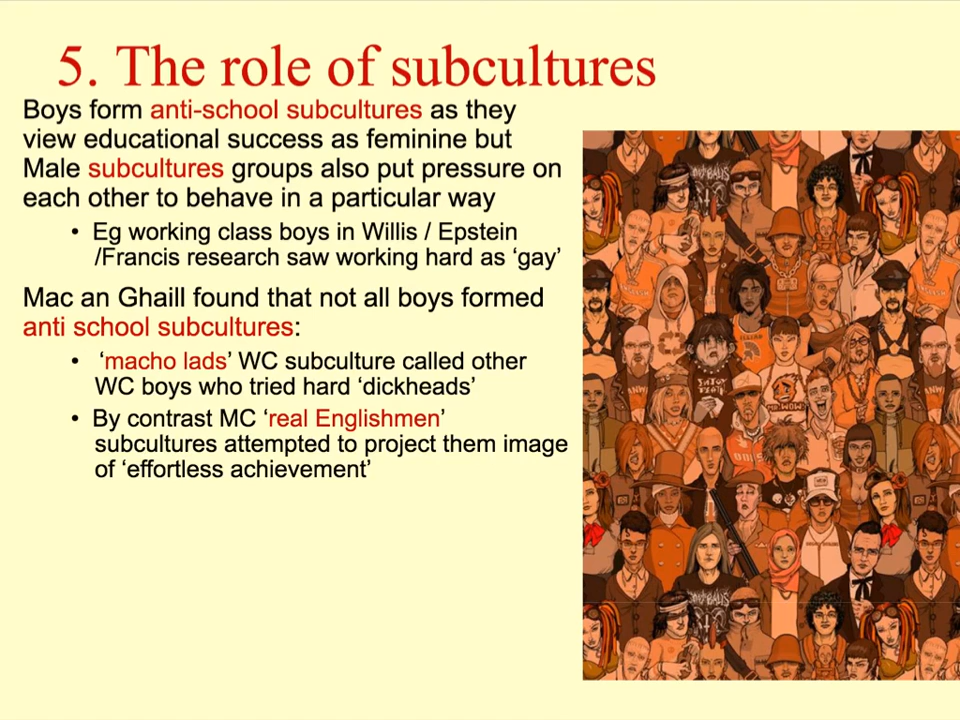 5. The role of subcultures
Boys form anti-school subcultures as they
view educational success as feminine but
Male subcultures groups also put pressure on
each other to behave in a particular way
• Eg working class boys in Willis / Epstein
/Francis research saw working hard as ‘gay’
Mac an Ghaill found that not all boys formed
anti school subcultures:
• ‘macho lads’ WC subculture called other
WC boys who tried hard ‘dickheads’
• By contrast MC ‘real Englishmen’
subcultures attempted to project them image
of ‘effortless achievement’